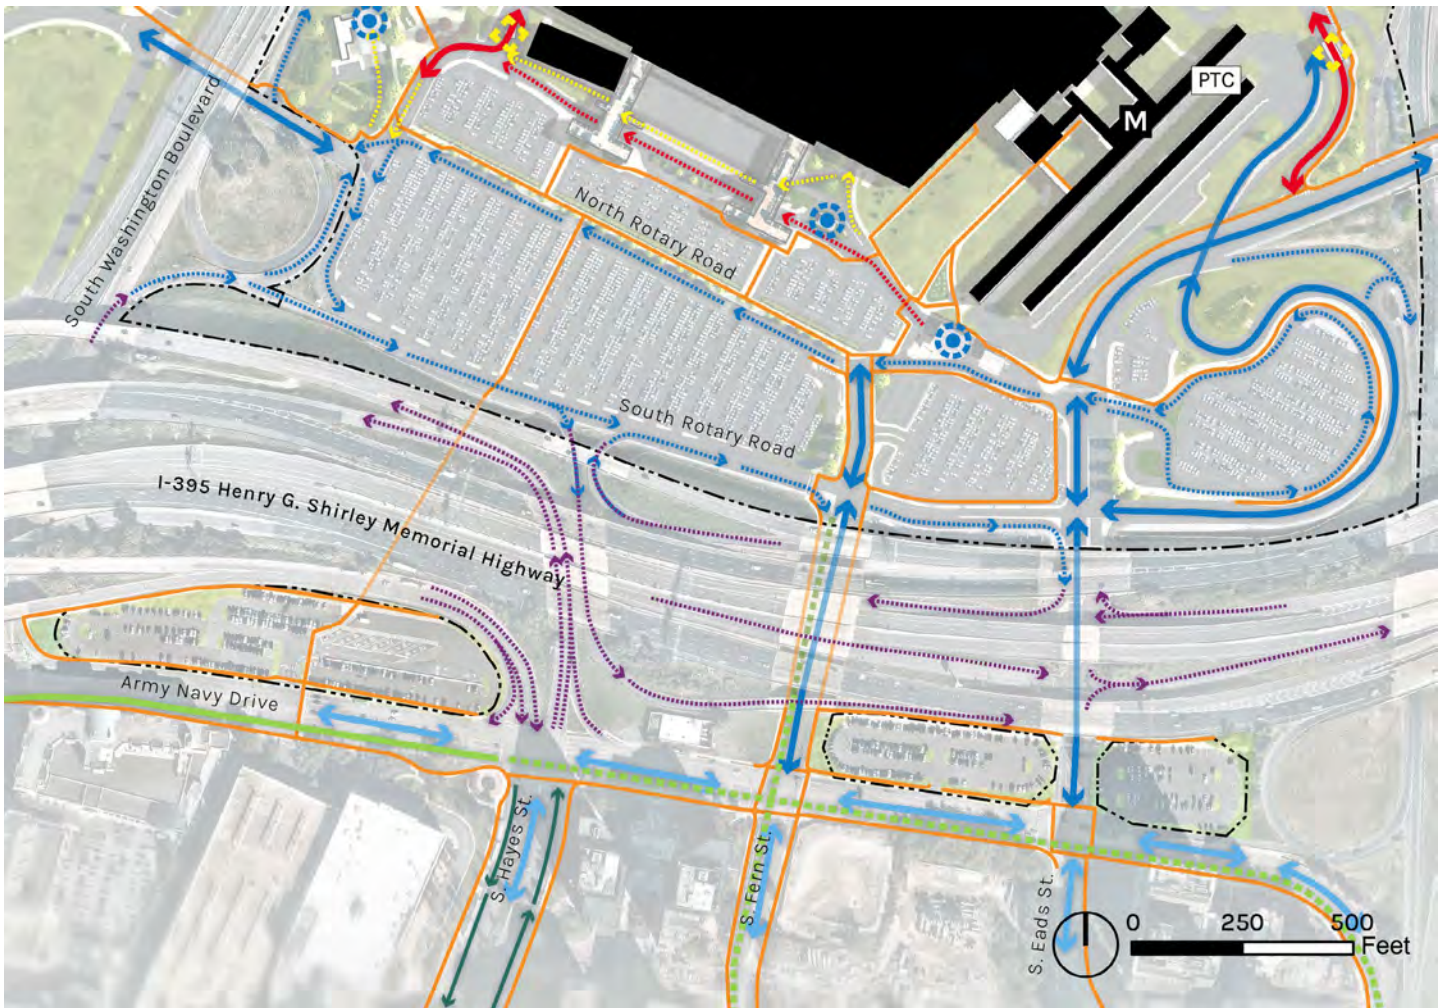 PTC
M
South Washington Boulevard
North Rotary Road
South Rotary Road
I-395 Henry G. Shirley Memorial Highway
Army Navy Drive
S. Hayes St.
S. Fern St.
S. Eads St.
0 250 500
Feet